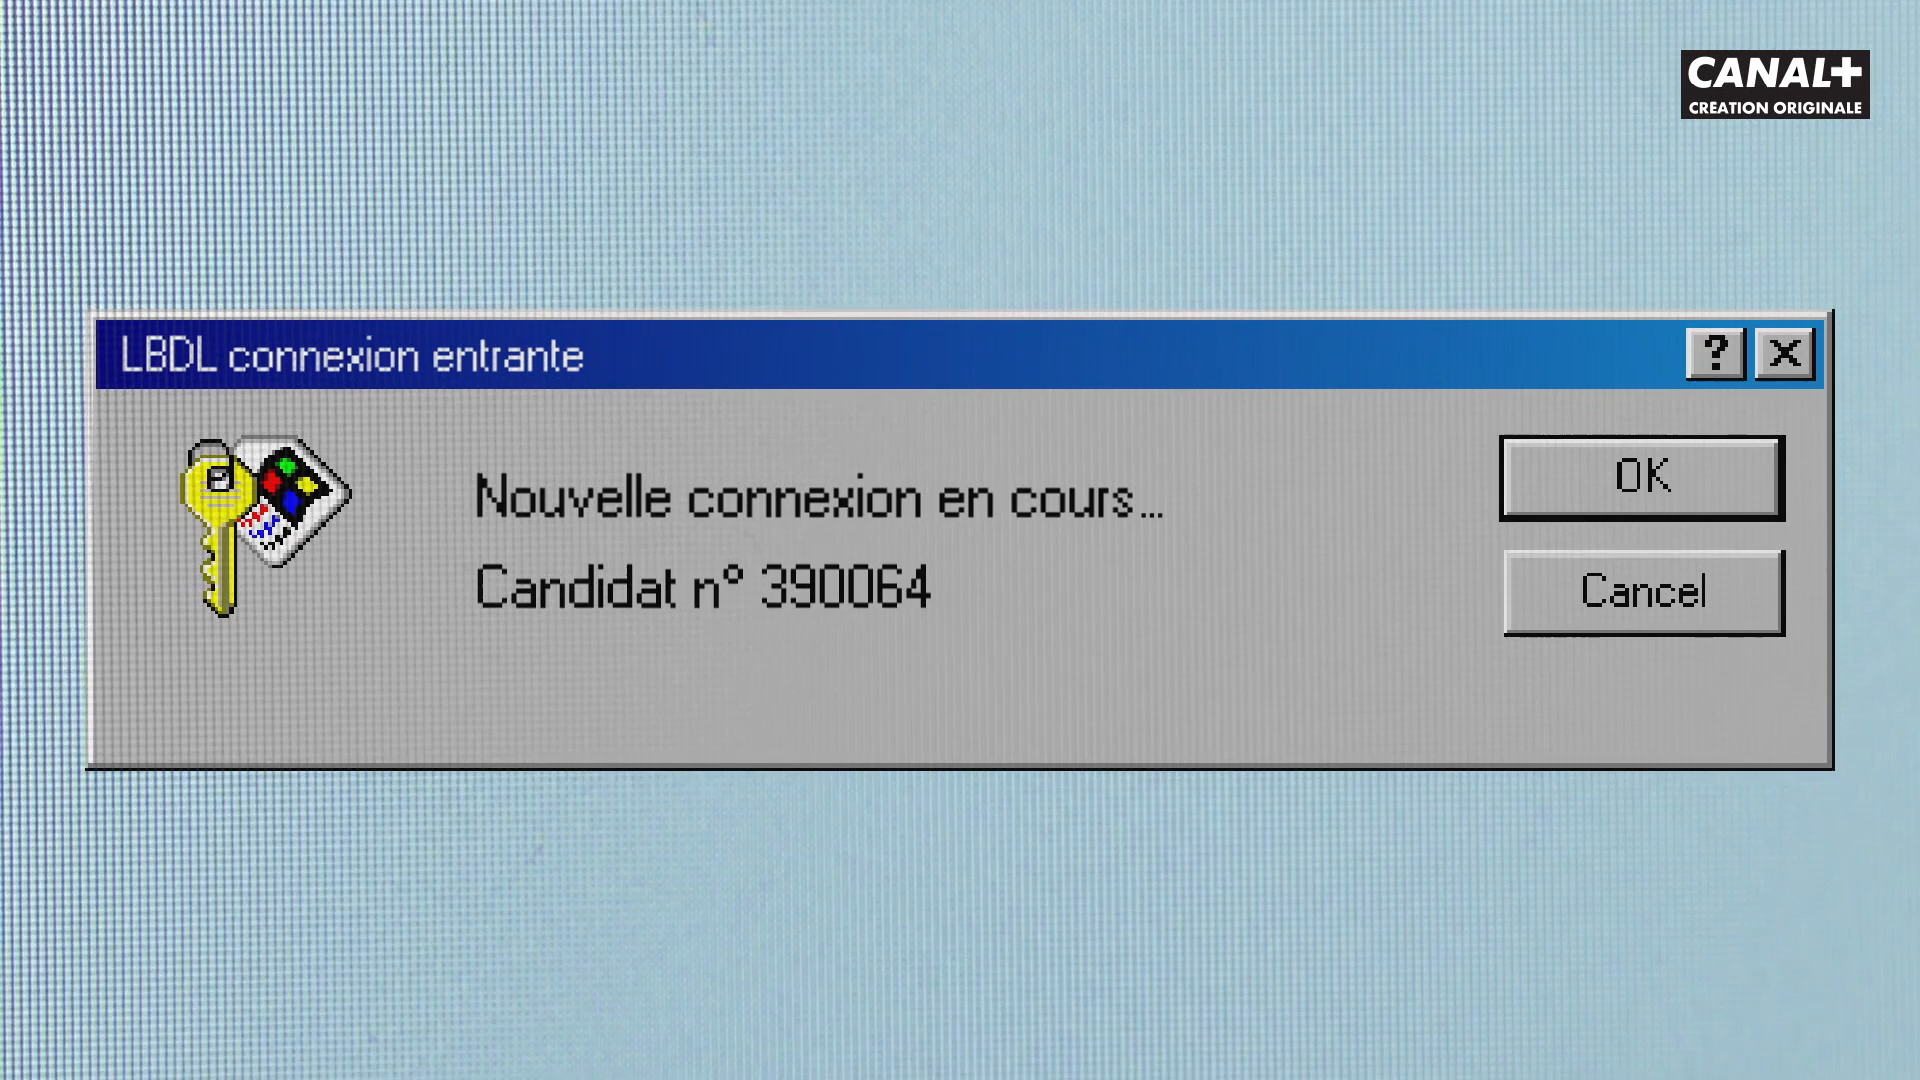 CANAL+
CREATION ORIGINALE
LBDL connexion entrante
?
Nouvelle connexion en cours...
Candidat n° 390064
OK
Cancel